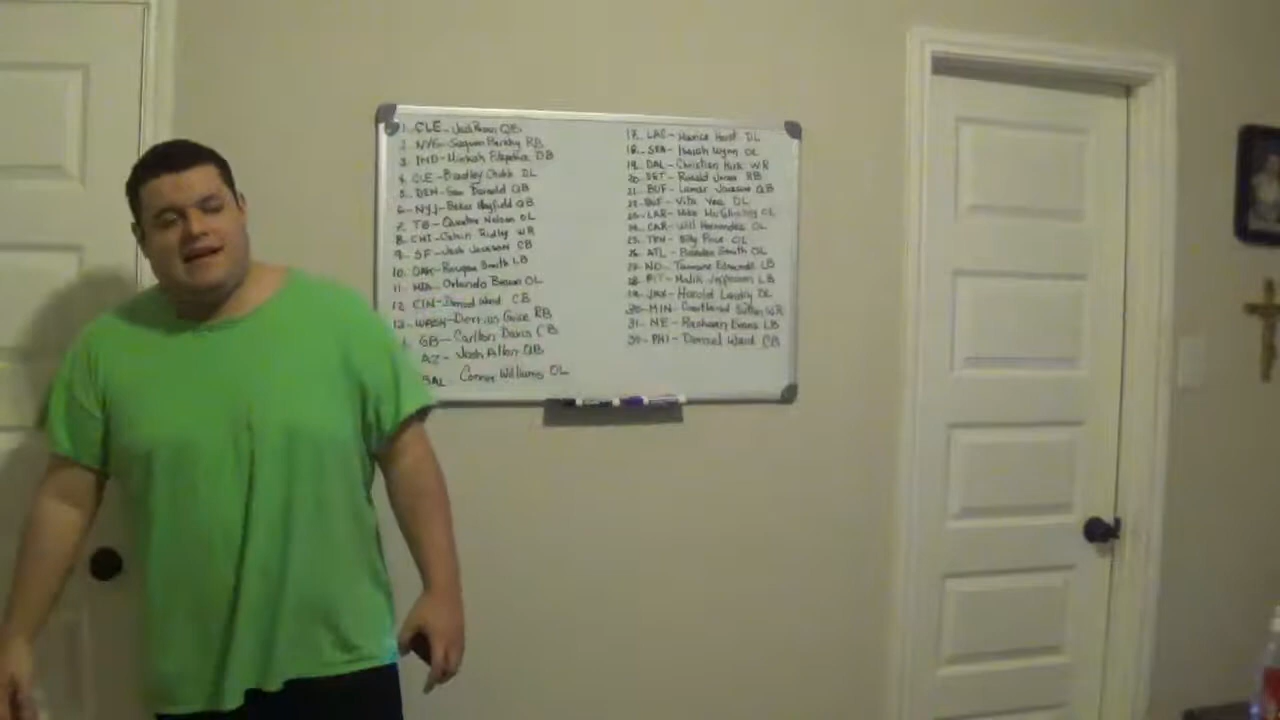 1. CLE - Josh Rosen QB
2. NYG - Saquon Barkley RB
3. IND - Minkah Fitzpatrick DB
4. CLE - Bradley Chubb DL
5. DEN - Sam Darnold QB
6. NYJ - Baker Mayfield QB
7. TB - Quenton Nelson OL
8. CHI - Calvin Ridley WR
9. SF - Josh Jackson CB
10. OAK - Roquan Smith LB
11. MIA - Orlando Brown OL
12 CIN - Denzel Ward CB
13. WASH - Derrius Guice RB
GB - Carlton Davis CB
AZ - Josh Allen QB
BAL - Connor Williams OL
17. LAC - Maurice Hurst DL
18. SEA - Isaiah Wynn OL
19. DAL - Christian Kirk WR
20. DET - Ronald Jones RB
21. BUF - Lamar Jackson QB
22. BUF - Vita Vea DL
23. LAR - Mike McGlinchey OL
24. CAR - Will Hernandez OL
25. TEN - Billy Price OL
26. ATL - Braden Smith OL
27. NO - Tremaine Edmunds LB
28. PIT - Malik Jefferson LB
29. JAX - Harold Landry DL
30. MIN - Courtland Sutton WR
31. NE - Rashaan Evans LB
32. PHI - Denzel Ward CB